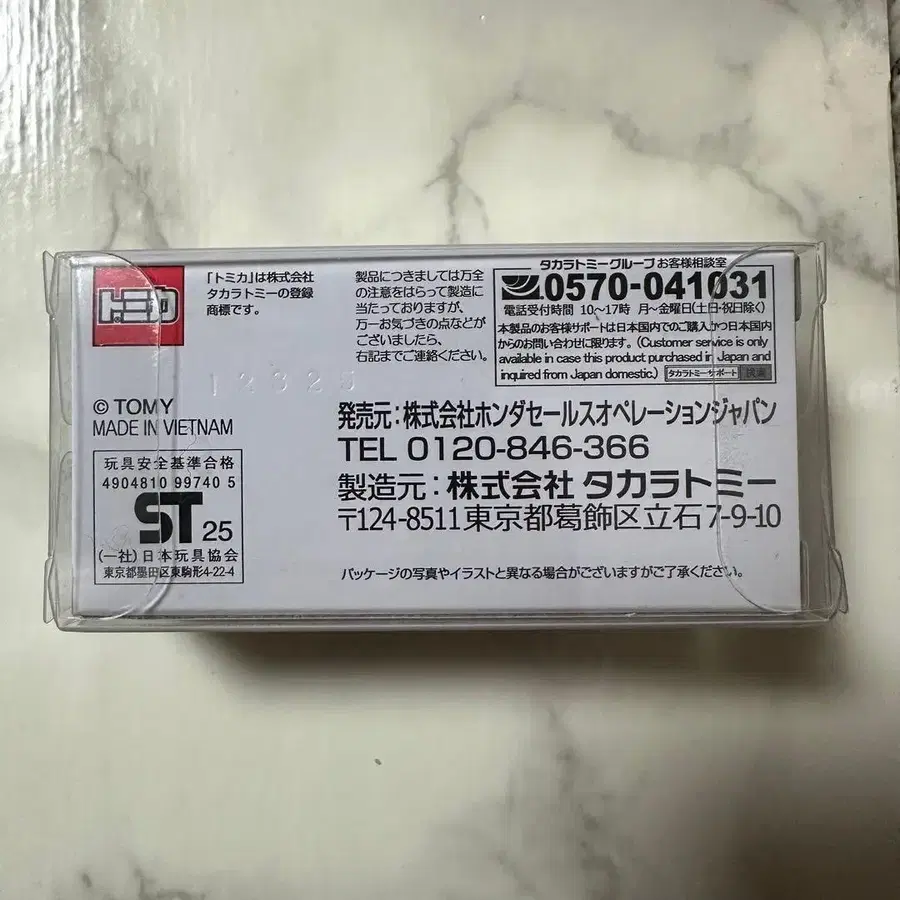 トミカ
「トミカ」は株式会社
タカラトミーの登録
商標です。
© TOMY
MADE IN VIETNAM
玩具安全基準合格
4904810 99740 5
ST 25
(一社)日本玩具協会
東京都墨田区東駒形4-22-4
製品につきましては万全
の注意をはらって製造に
当たっておりますが、
万一お気づきの点などが
ございましたら、
右記までご連絡ください。
タカラトミーグループお客様相談室
0570-041031
電話受付時間 10〜17時 月〜金曜日(土日・祝日除く)
本製品のお客様サポートは日本国内でのご購入かつ日本国内
からのお問い合わせに限ります。(Customer service is only
available in case this product purchased in Japan and
inquired from Japan domestic.) タカラトミーサポート 検索
発売元:株式会社ホンダセールスオペレーションジャパン
TEL 0120-846-366
製造元:株式会社 タカラトミー
〒124-8511東京都葛飾区立石7-9-10
パッケージの写真やイラストと異なる場合がございますがご了承ください。